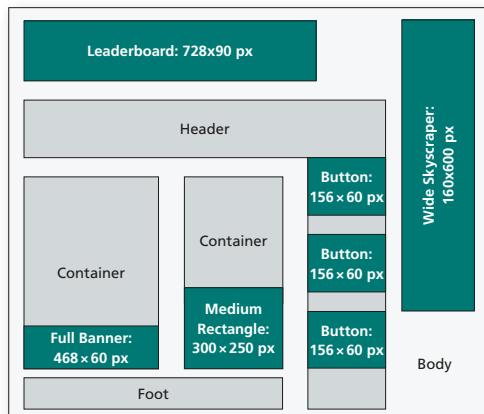 Leaderboard: 728x90 px
Wide Skyscraper:
160x600 px
Header
Button:
156 × 60 px
Container
Container
Button:
156 × 60 px
Medium
Rectangle:
300 × 250 px
Full Banner:
468 × 60 px
Button:
156 × 60 px
Body
Foot